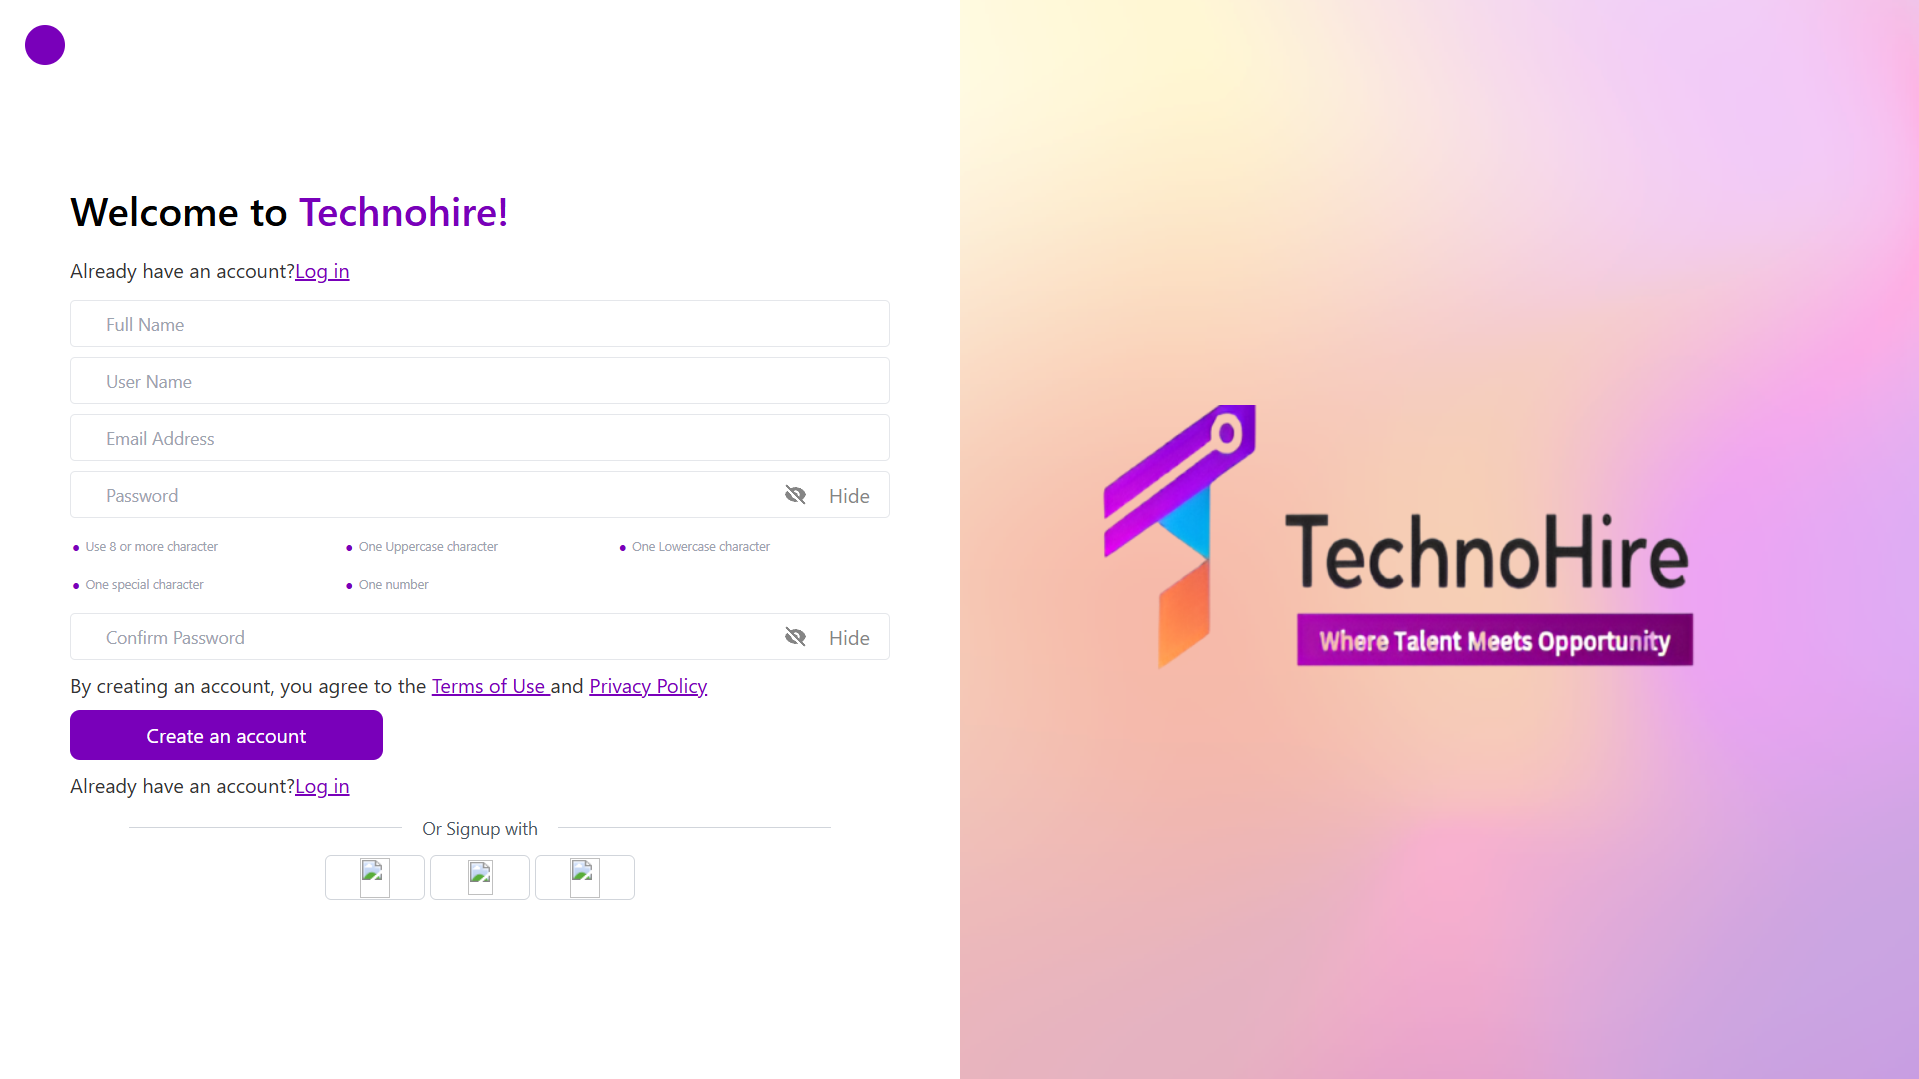 Welcome to Technohire!
Already have an account?Log in
Full Name
User Name
Email Address
Password
Hide
Use 8 or more character
One Uppercase character
One Lowercase character
One special character
One number
Confirm Password
Hide
By creating an account, you agree to the Terms of Use and Privacy Policy
Create an account
Already have an account?Log in
Or Signup with
TechnoHire
Where Talent Meets Opportunity